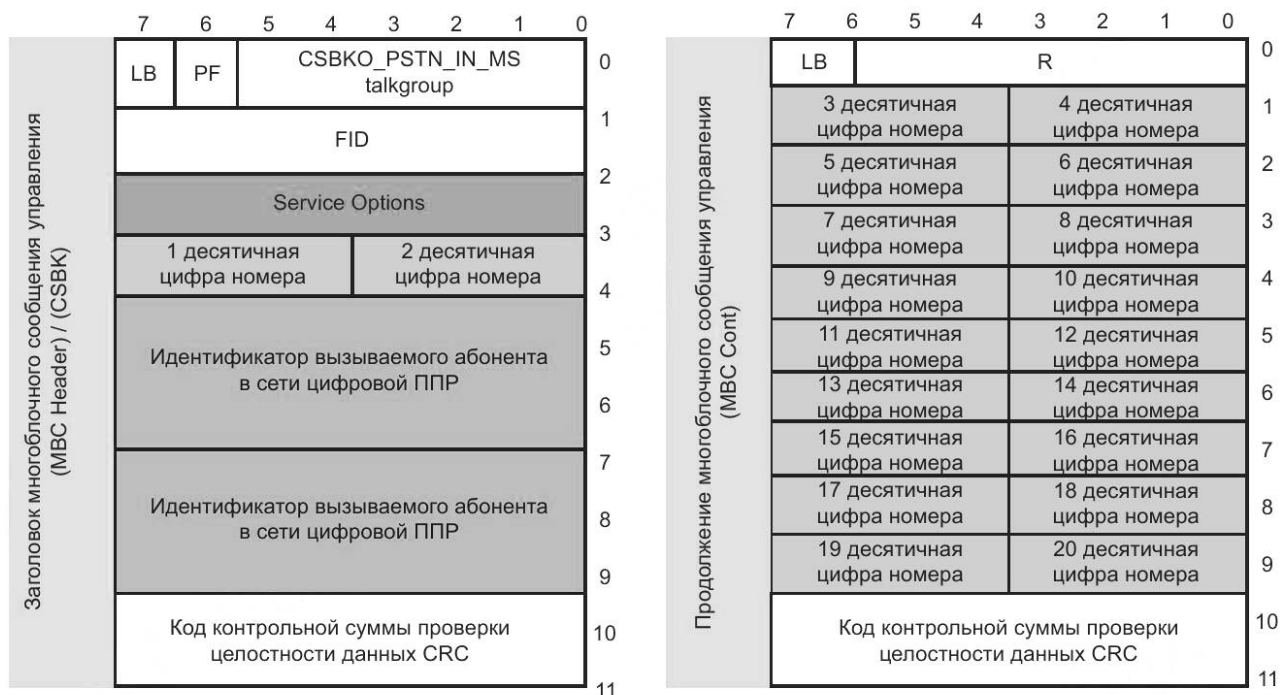 7 6 5 4 3 2 1 0
Заголовок многоблочного сообщения управления
(MBC Header) / (CSBK)
LB PF CSBKO_PSTN_IN_MS
talkgroup
0
FID
1
2
Service Options
3
1 десятичная 2 десятичная
цифра номера цифра номера
4
Идентификатор вызываемого абонента
в сети цифровой ППР
5
6
7
Идентификатор вызываемого абонента
в сети цифровой ППР
8
9
Код контрольной суммы проверки
целостности данных CRC
10
11
7 6 5 4 3 2 1 0
Продолжение многоблочного сообщения управления
(MBC Cont)
LB R
0
3 десятичная 4 десятичная
цифра номера цифра номера
1
5 десятичная 6 десятичная
цифра номера цифра номера
2
7 десятичная 8 десятичная
цифра номера цифра номера
3
9 десятичная 10 десятичная
цифра номера цифра номера
4
11 десятичная 12 десятичная
цифра номера цифра номера
5
13 десятичная 14 десятичная
цифра номера цифра номера
6
15 десятичная 16 десятичная
цифра номера цифра номера
7
17 десятичная 18 десятичная
цифра номера цифра номера
8
19 десятичная 20 десятичная
цифра номера цифра номера
9
Код контрольной суммы проверки
целостности данных CRC
10
11